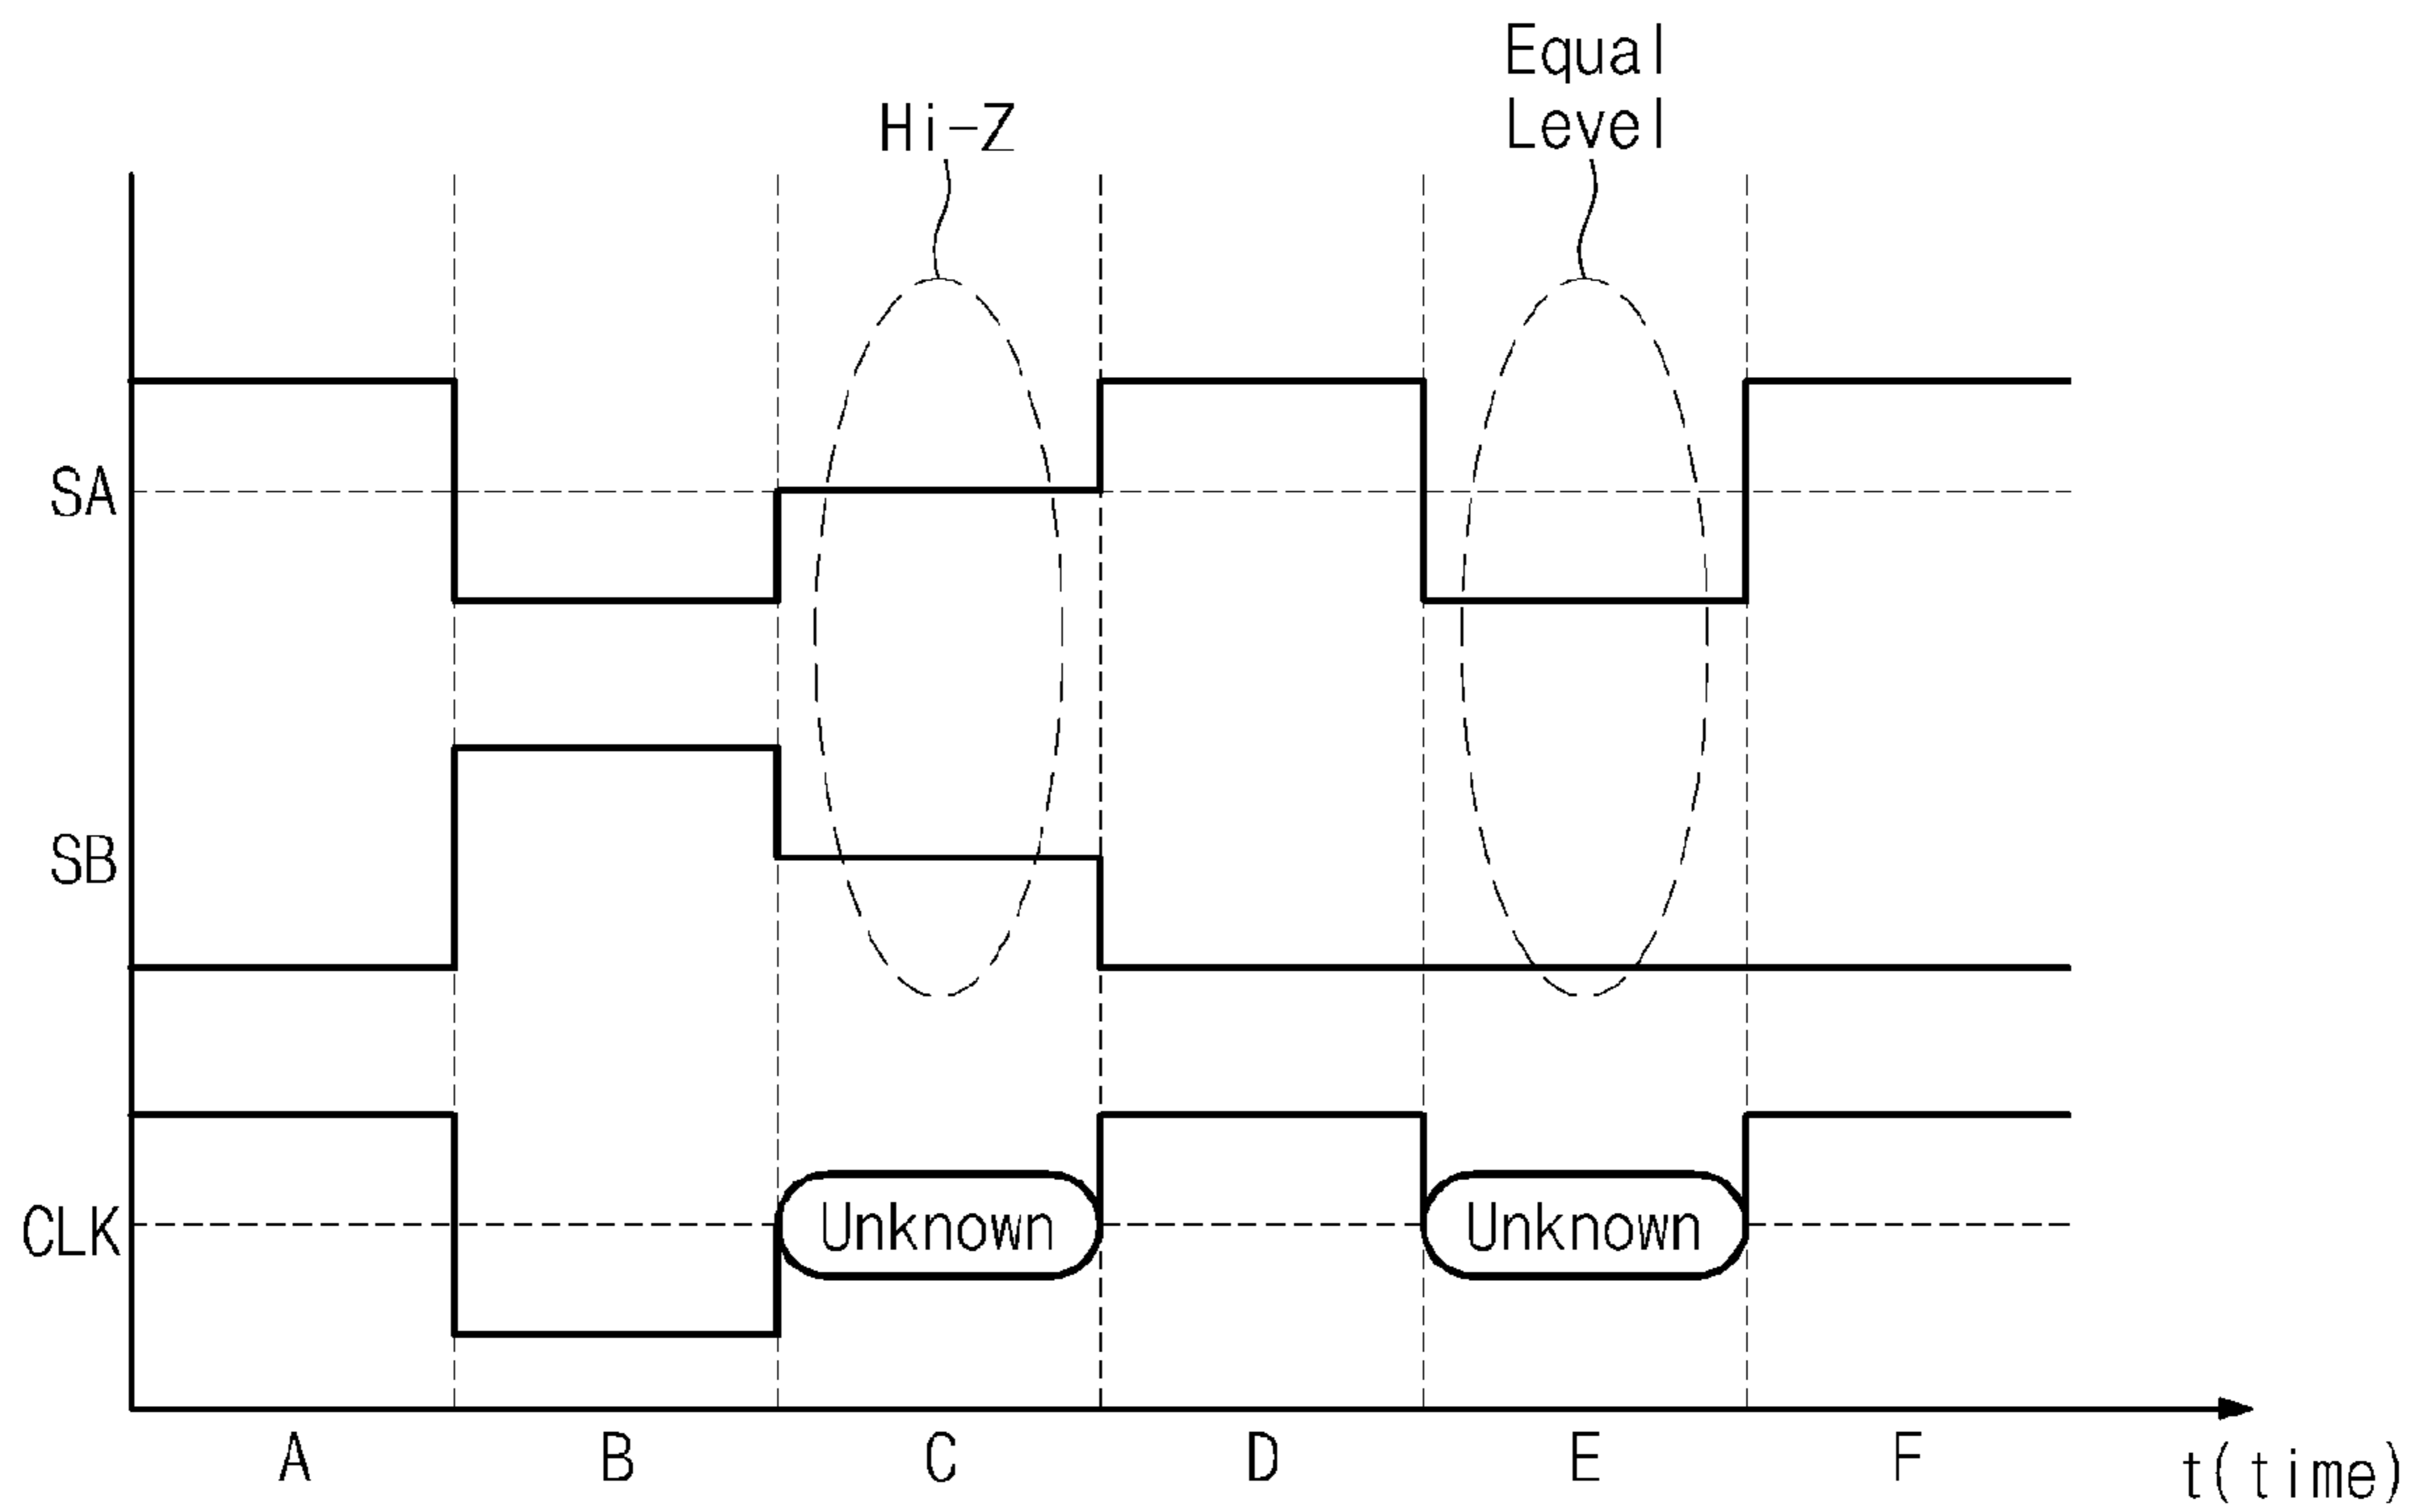 Equal
Level
Hi-Z
SA
SB
CLK
Unknown
Unknown
A B C D E F
t(time)